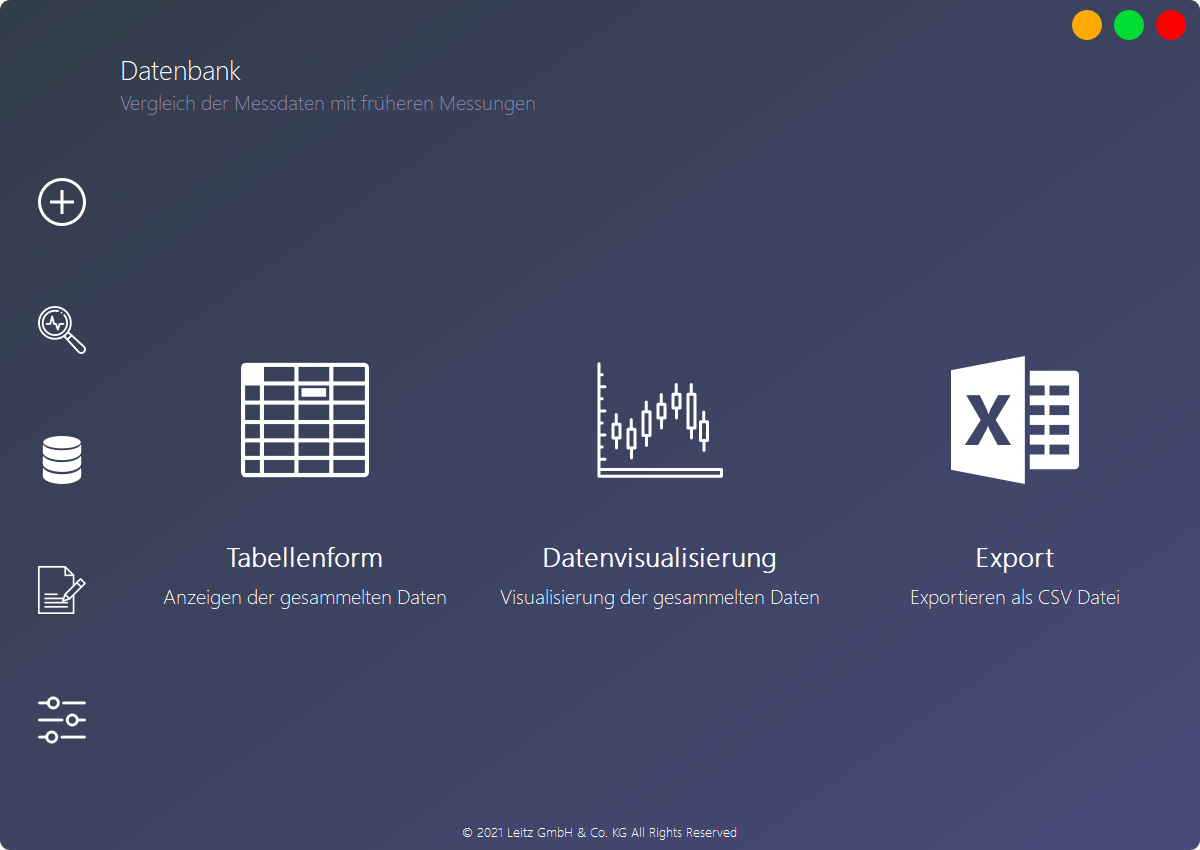 Datenbank
Vergleich der Messdaten mit früheren Messungen
X
Tabellenform
Anzeigen der gesammelten Daten
Datenvisualisierung
Visualisierung der gesammelten Daten
Export
Exportieren als CSV Datei
© 2021 Leitz GmbH & Co. KG All Rights Reserved